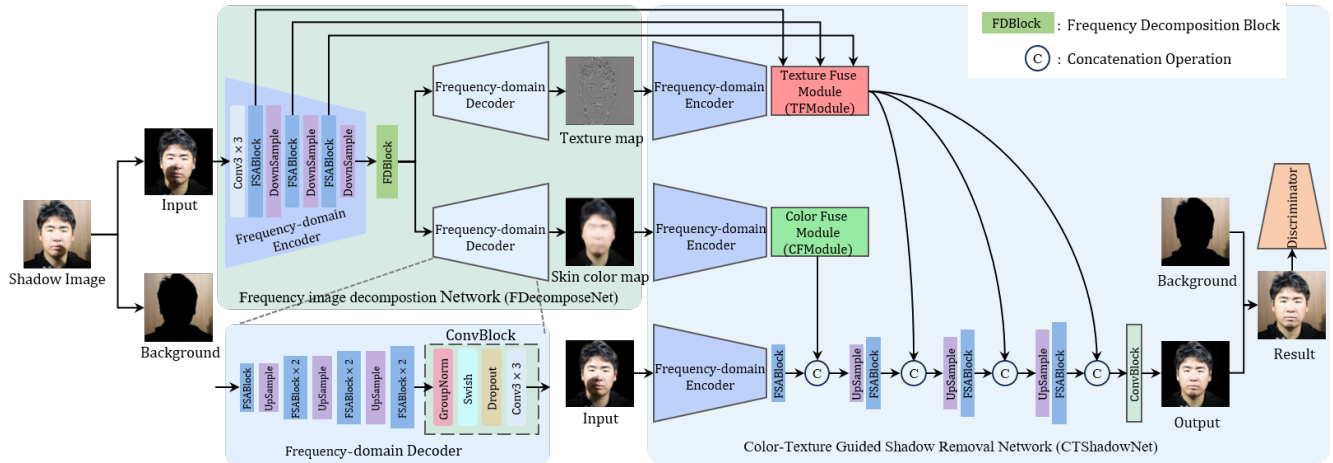 FDBlock
: Frequency Decomposition Block
C
: Concatenation Operation
Shadow Image
Input
Background
Conv3 × 3
FSABlock
DownSample
FSABlock
DownSample
FSABlock
DownSample
Frequency-domain
Encoder
FDBlock
Frequency-domain
Decoder
Texture map
Frequency-domain
Decoder
Skin color map
Frequency image decompostion Network (FDecomposeNet)
Frequency-domain
Encoder
Texture Fuse
Module
(TFModule)
Frequency-domain
Encoder
Color Fuse
Module
(CFModule)
FSABlock
UpSample
FSABlock × 2
UpSample
FSABlock × 2
UpSample
FSABlock × 2
ConvBlock
GroupNorm
Swish
Dropout
Conv3 × 3
Frequency-domain Decoder
Input
Frequency-domain
Encoder
FSABlock
C
UpSample
FSABlock
C
UpSample
FSABlock
C
UpSample
FSABlock
C
ConvBlock
Output
Background
Discriminator
Result
Color-Texture Guided Shadow Removal Network (CTShadowNet)